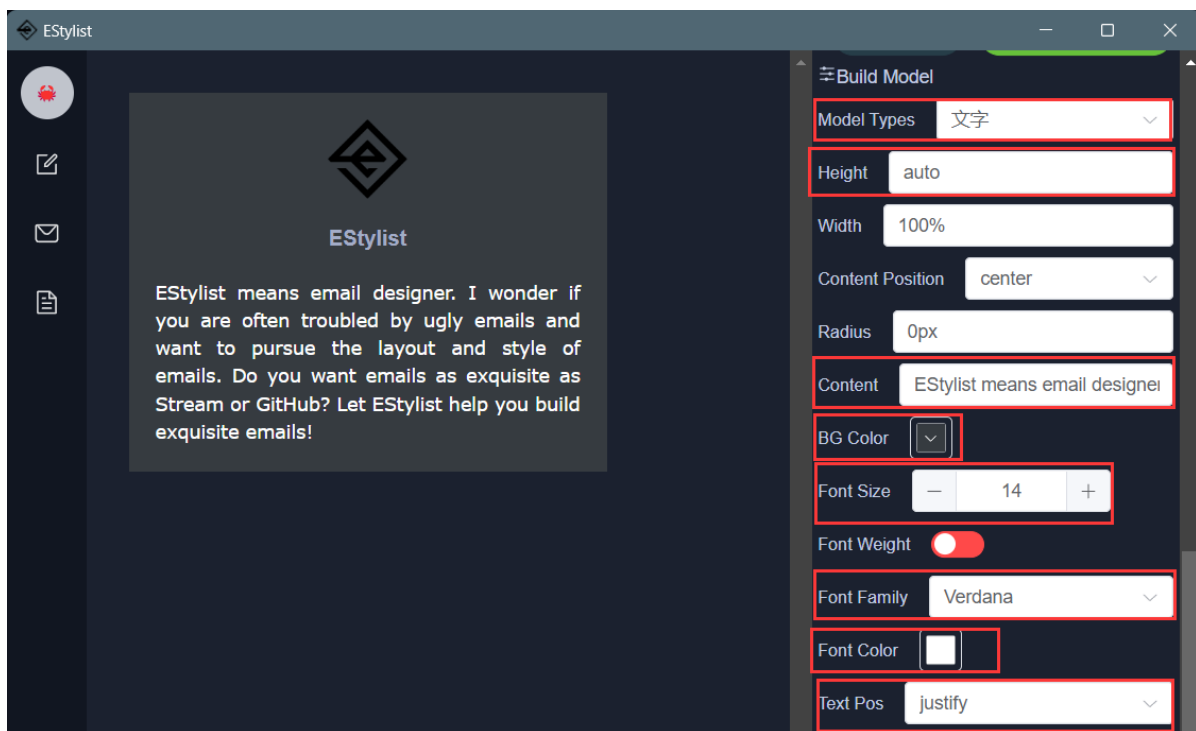 EStylist
EStylist
EStylist means email designer. I wonder if
you are often troubled by ugly emails and
want to pursue the layout and style of
emails. Do you want emails as exquisite as
Stream or GitHub? Let EStylist help you build
exquisite emails!
Build Model
Model Types 文字
Height auto
Width 100%
Content Position center
Radius 0px
Content EStylist means email designer
BG Color
Font Size 14
Font Weight
Font Family Verdana
Font Color
Text Pos justify